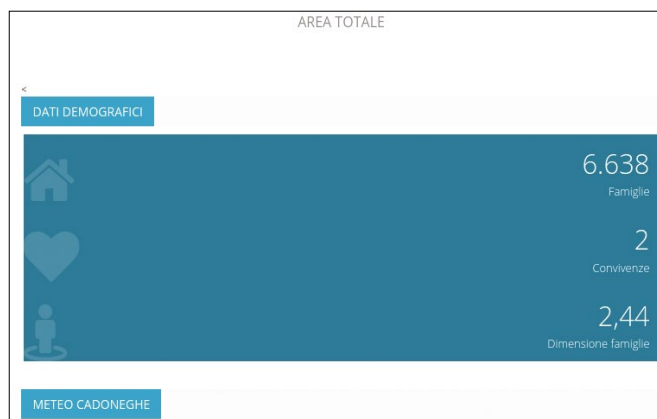 AREA TOTALE
<
DATI DEMOGRAFICI
6.638
Famiglie
2
Convivenze
2,44
Dimensione famiglie
METEO CADONEGHE